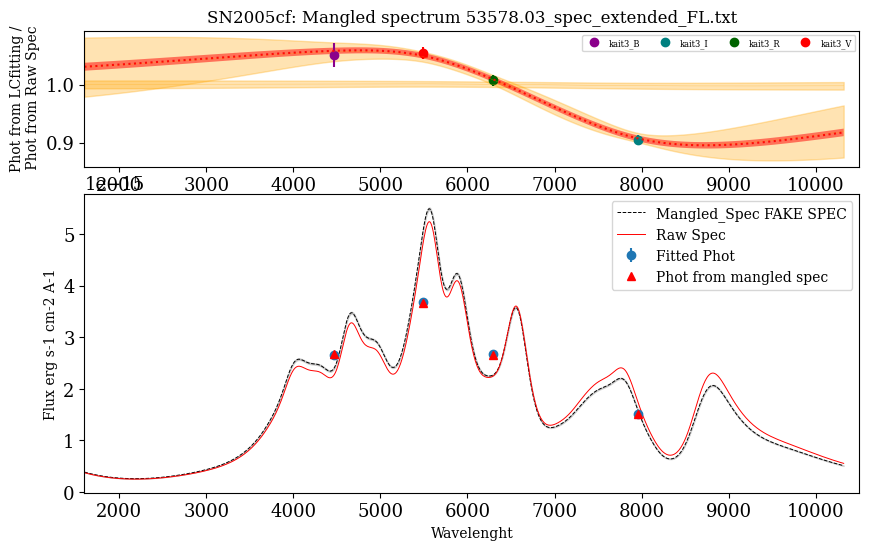 SN2005cf: Mangled spectrum 53578.03_spec_extended_FL.txt
Phot from LCfitting /
Phot from Raw Spec
1.0
0.9
kait3_B
kait3_I
kait3_R
kait3_V
2000 3000 4000 5000 6000 7000 8000 9000 10000
1e−15
Flux erg s-1 cm-2 A-1
5
4
3
2
1
0
Mangled_Spec FAKE SPEC
Raw Spec
Fitted Phot
Phot from mangled spec
2000 3000 4000 5000 6000 7000 8000 9000 10000
Wavelenght